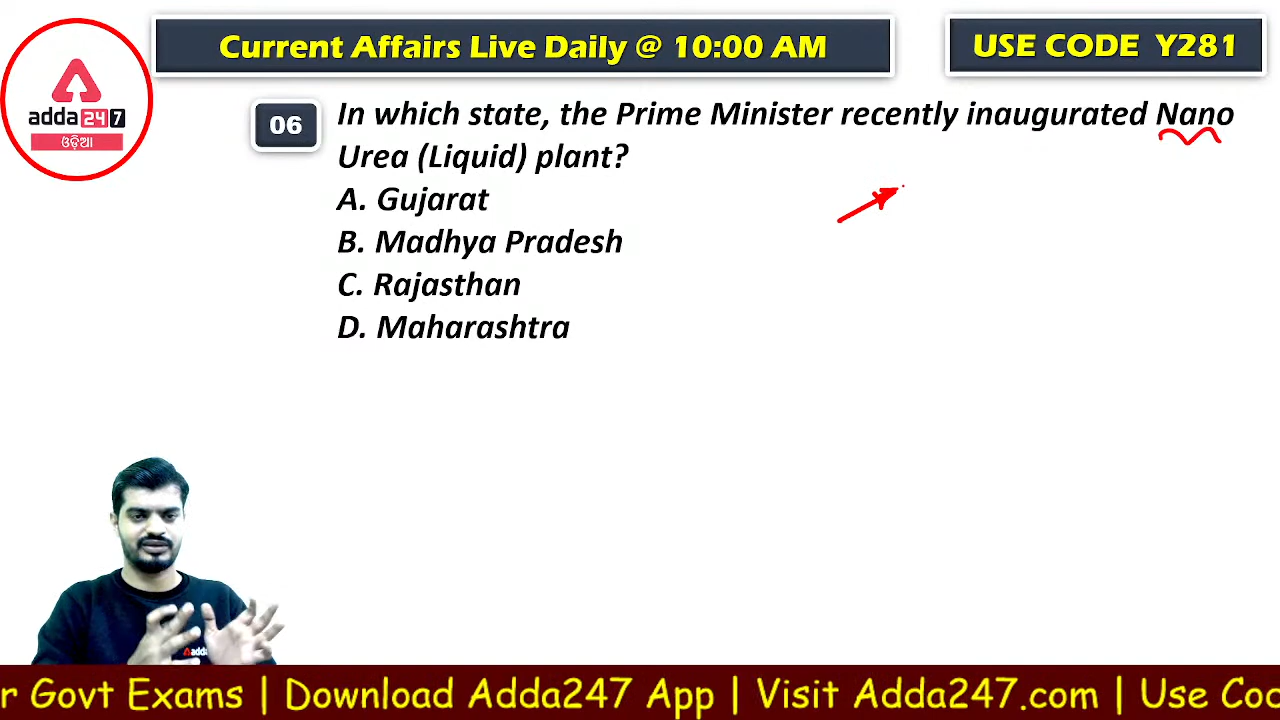 Current Affairs Live Daily @ 10:00 AM
USE CODE Y281
adda247
ଓଡ଼ିଆ
06
In which state, the Prime Minister recently inaugurated Nano
Urea (Liquid) plant?
A. Gujarat
B. Madhya Pradesh
C. Rajasthan
D. Maharashtra
adda
r Govt Exams | Download Adda247 App | Visit Adda247.com | Use Cod